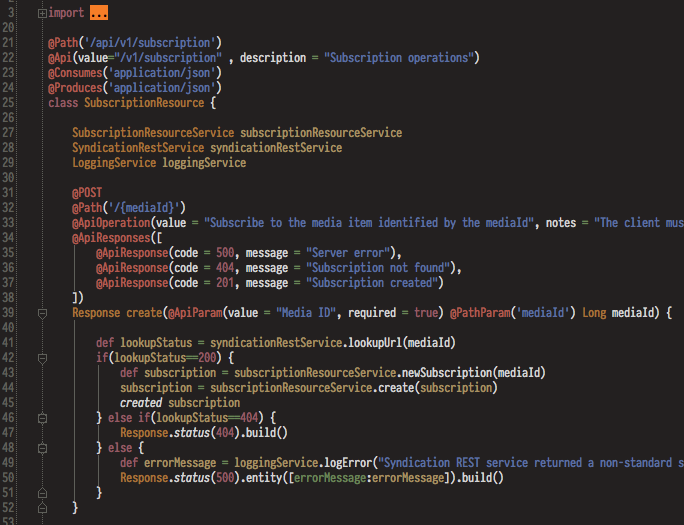 3 import ...
20
21 @Path('/api/v1/subscription')
22 @Api(value="/v1/subscription" , description = "Subscription operations")
23 @Consumes('application/json')
24 @Produces('application/json')
25 class SubscriptionResource {
26
27 SubscriptionResourceService subscriptionResourceService
28 SyndicationRestService syndicationRestService
29 LoggingService loggingService
30
31 @POST
32 @Path('/{mediaId}')
33 @ApiOperation(value = "Subscribe to the media item identified by the mediaId", notes = "The client mus
34 @ApiResponses([
35 @ApiResponse(code = 500, message = "Server error"),
36 @ApiResponse(code = 404, message = "Subscription not found"),
37 @ApiResponse(code = 201, message = "Subscription created")
38 ])
39 Response create(@ApiParam(value = "Media ID", required = true) @PathParam('mediaId') Long mediaId) {
40
41 def lookupStatus = syndicationRestService.lookupUrl(mediaId)
42 if(lookupStatus==200) {
43 def subscription = subscriptionResourceService.newSubscription(mediaId)
44 subscription = subscriptionResourceService.create(subscription)
45 created subscription
46 } else if(lookupStatus==404) {
47 Response.status(404).build()
48 } else {
49 def errorMessage = loggingService.logError("Syndication REST service returned a non-standard s
50 Response.status(500).entity([errorMessage:errorMessage]).build()
51 }
52 }
53